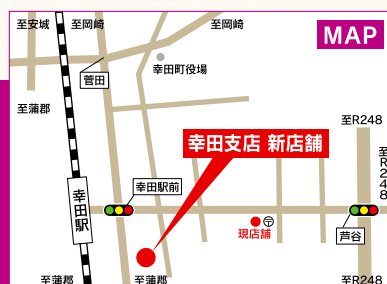 至安城
至岡崎
至岡崎
MAP
幸田町役場
菅田
至蒲郡
至R248
幸田支店 新店舗
至R248
幸田駅前
幸田駅
現店舗
〒
芦谷
至蒲郡
至蒲郡
至R248